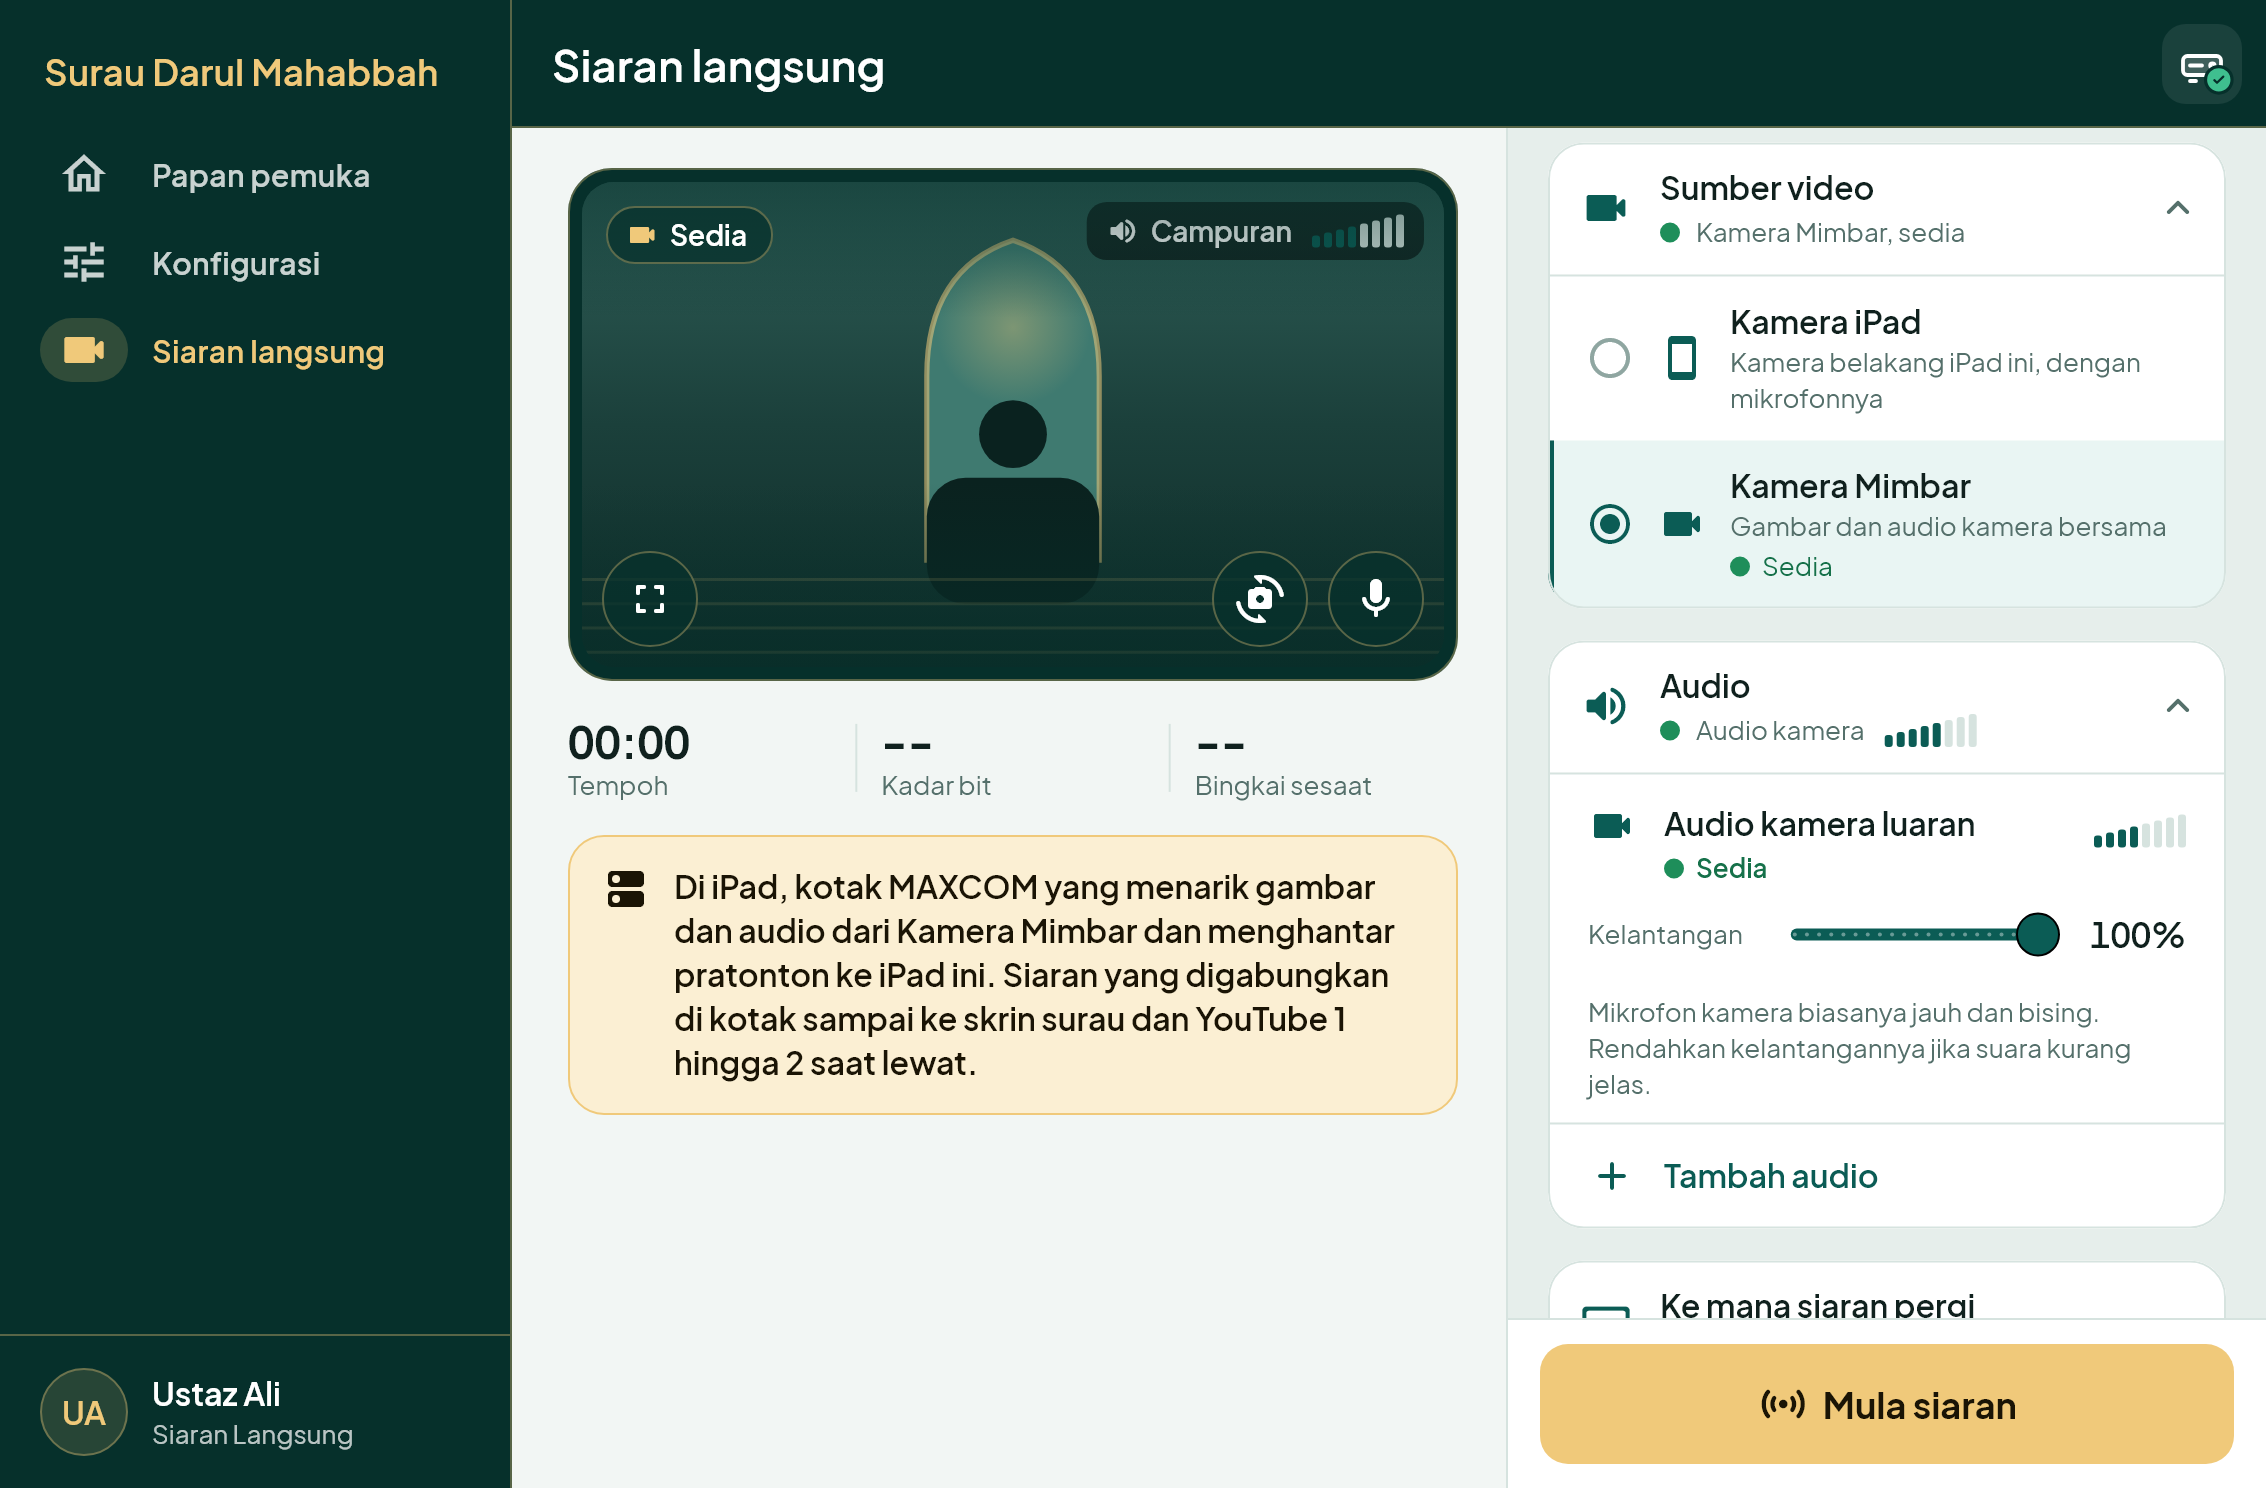 Surau Darul Mahabbah
Papan pemuka
Konfigurasi
Siaran langsung
UA
Ustaz Ali
Siaran Langsung
Siaran langsung
Sedia
Campuran
00:00
Tempoh
--
Kadar bit
--
Bingkai sesaat
Di iPad, kotak MAXCOM yang menarik gambar
dan audio dari Kamera Mimbar dan menghantar
pratonton ke iPad ini. Siaran yang digabungkan
di kotak sampai ke skrin surau dan YouTube 1
hingga 2 saat lewat.
Sumber video
Kamera Mimbar, sedia
Kamera iPad
Kamera belakang iPad ini, dengan
mikrofonnya
Kamera Mimbar
Gambar dan audio kamera bersama
Sedia
Audio
Audio kamera
Audio kamera luaran
Sedia
Kelantangan
100%
Mikrofon kamera biasanya jauh dan bising.
Rendahkan kelantangannya jika suara kurang
jelas.
Tambah audio
Ke mana siaran pergi
Mula siaran